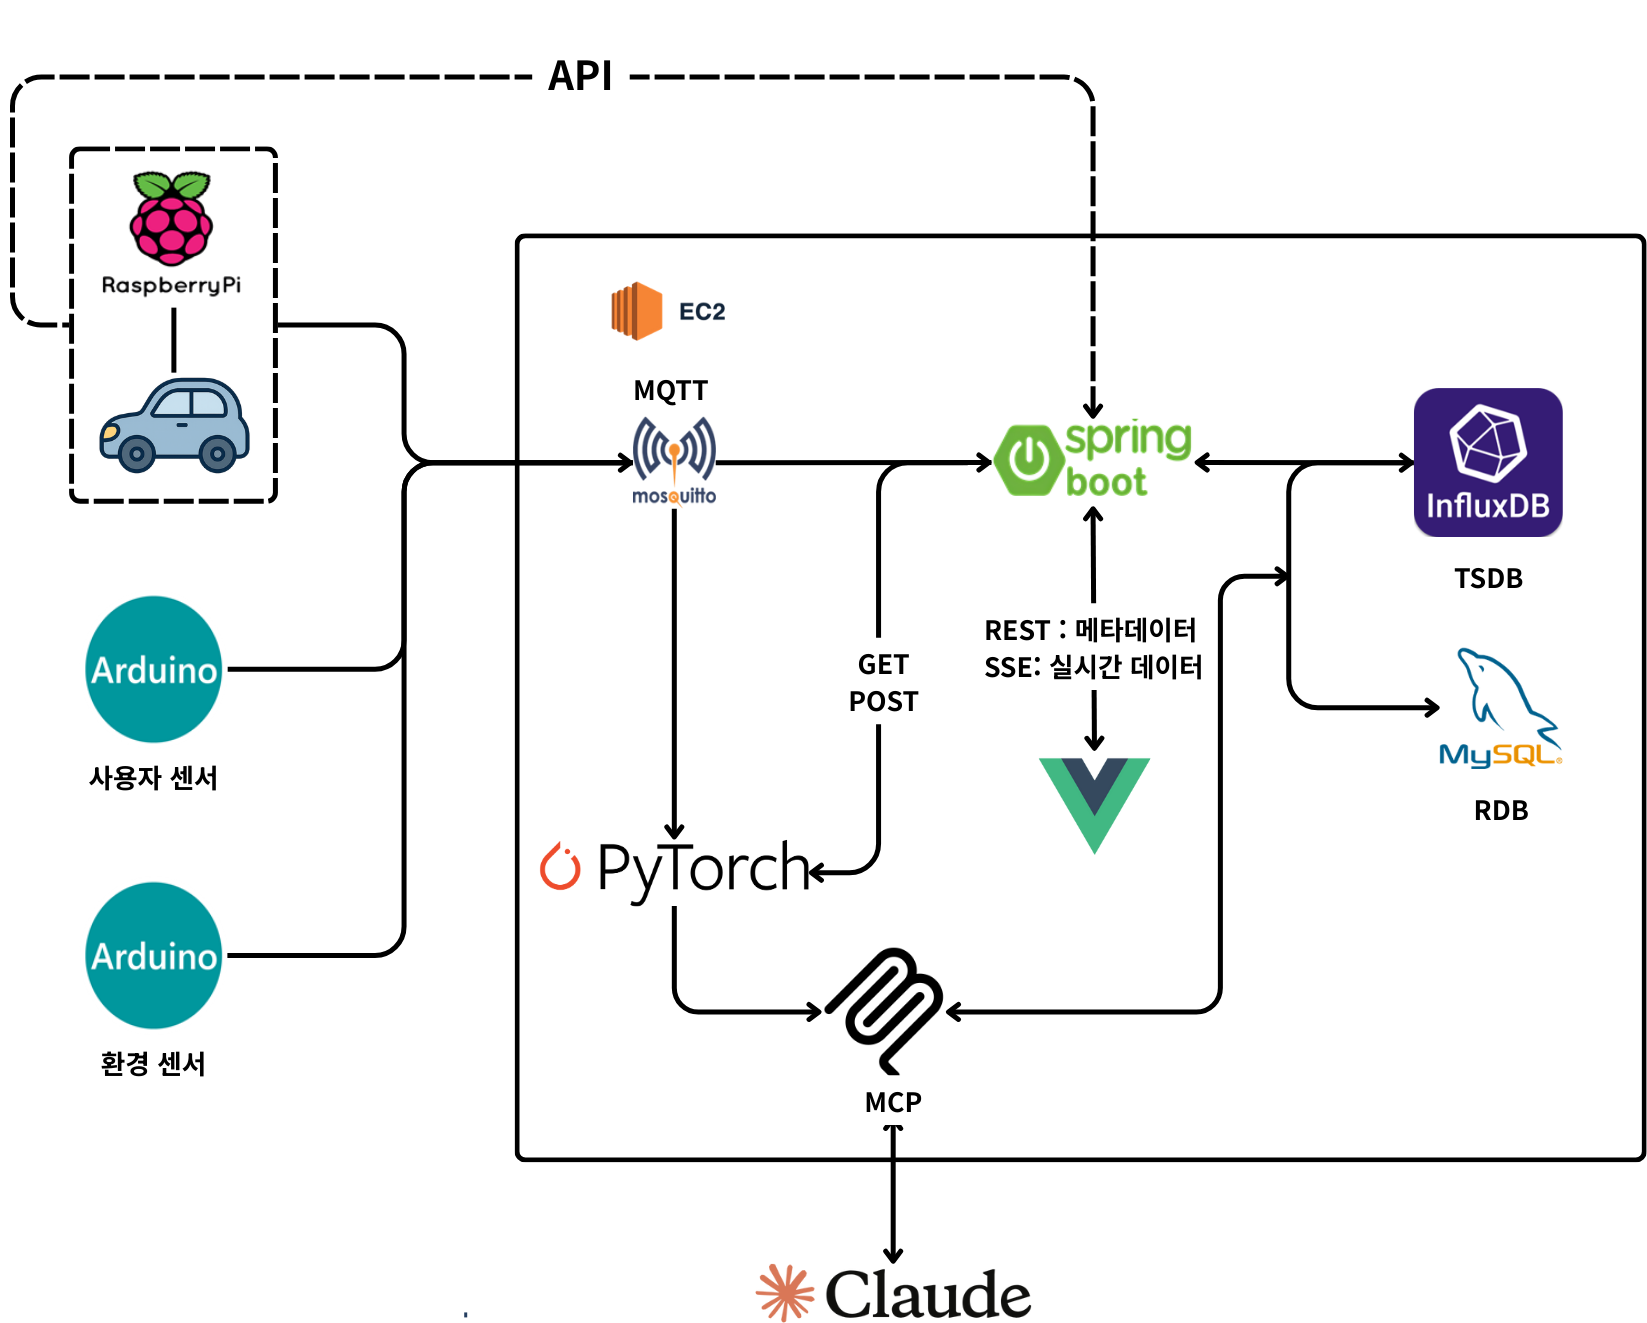 API
RaspberryPi
EC2
MQTT
mosquitto
spring
boot
InfluxDB
TSDB
Arduino
사용자 센서
GET
POST
REST : 메타데이터
SSE: 실시간 데이터
MySQL
RDB
PyTorch
Arduino
환경 센서
MCP
Claude